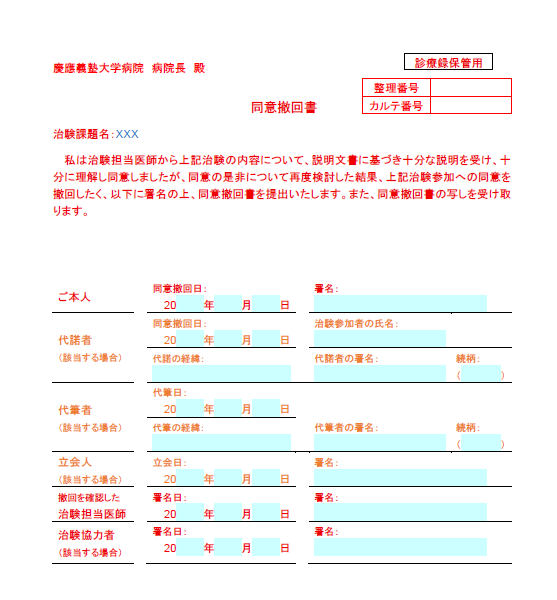 診療録保管用
慶應義塾大学病院 病院長 殿
整理番号
カルテ番号
同意撤回書
治験課題名：XXX
私は治験担当医師から上記治験の内容について、説明文書に基づき十分な説明を受け、十
分に理解し同意しましたが、同意の是非について再度検討した結果、上記治験参加への同意を
撤回したく、以下に署名の上、同意撤回書を提出いたします。また、同意撤回書の写しを受け取
ります。
ご本人
同意撤回日： 署名：
20 年 月 日
代諾者
（該当する場合）
同意撤回日： 治験参加者の氏名：
20 年 月 日
代諾の経緯： 代諾者の署名： 続柄：
（ ）
代筆者
（該当する場合）
代筆日：
20 年 月 日
代筆の経緯： 代筆者の署名： 続柄：
（ ）
立会人
（該当する場合）
立会日： 署名：
20 年 月 日
撤回を確認した
治験担当医師
署名日： 署名：
20 年 月 日
治験協力者
（該当する場合）
署名日： 署名：
20 年 月 日